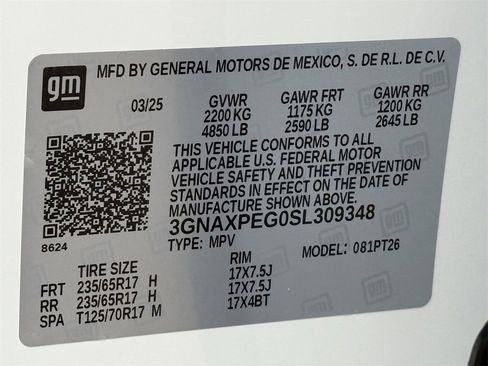 gm
MFD BY GENERAL MOTORS DE MEXICO, S. DE R.L. DE C.V.
03/25 GVWR GAWR FRT GAWR RR
2200 KG 1175 KG 1200 KG
4850 LB 2590 LB 2645 LB
THIS VEHICLE CONFORMS TO ALL
APPLICABLE U.S. FEDERAL MOTOR
VEHICLE SAFETY AND THEFT PREVENTION
STANDARDS IN EFFECT ON THE DATE OF
MANUFACTURE SHOWN ABOVE.
3GNAXPEG0SL309348
8624
TYPE: MPV MODEL: 081PT26
TIRE SIZE RIM
FRT 235/65R17 H 17X7.5J
RR 235/65R17 H 17X7.5J
SPA T125/70R17 M 17X4BT